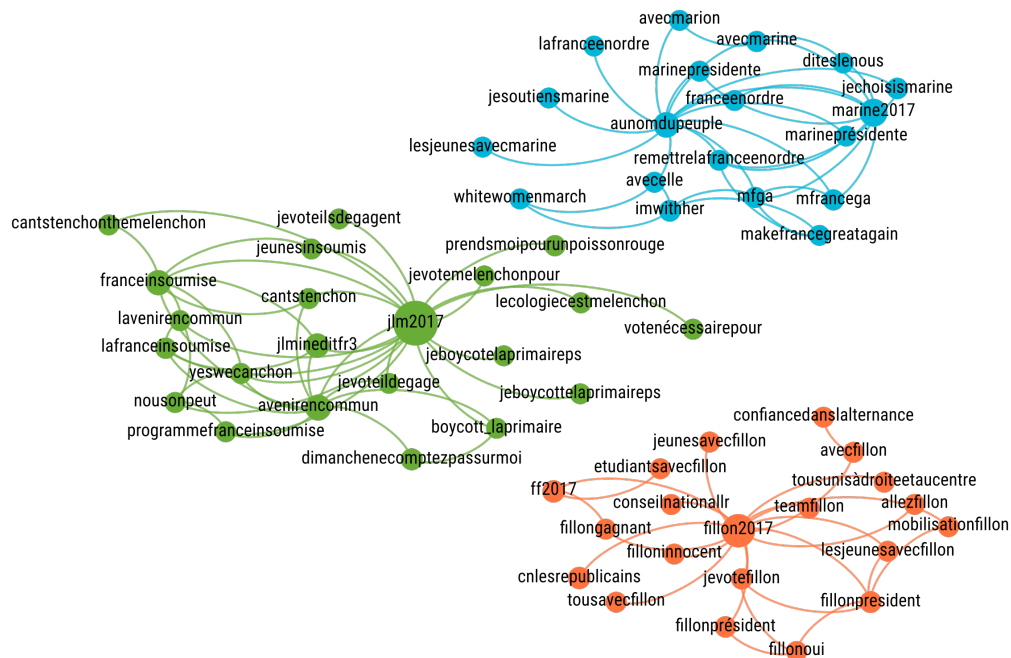 avecmarion
avecmarine
lafranceenordre
diteslenous
marinepresidente
jechoisismarine
jesoutiensmarine
franceenordre
marine2017
aunomdupeuple
marineprésidente
lesjeunesavecmarine
remettrelafranceenordre
avecelle
whitewomenmarch
mfga
mfrancega
imwithher
makefrancegreatagain
cantstenchonthemelenchon
jevoteilsdegagent
jeunesinsoumis
prendsmoipourunpoissonrouge
franceinsoumise
jevotemelenchonpour
cantstenchon
lecologiecestmelenchon
lavenirencommun
jlm2017
votenécessairepour
lafranceinsoumise
jlmineditfr3
jeboycotelaprimaireps
yeswecanchon
jevoteildegage
jeboycottelaprimaireps
nousonpeut
avenirencommun
programmefranceinsoumise
boycott_laprimaire
dimanchenecomptezpassurmoi
confiancedanslalternance
jeunesavecfillon
avecfillon
etudiantsavecfillon
tousunisàdroiteetaucentre
ff2017
conseilnationallr
teamfillon
allezfillon
fillongagnant
fillon2017
mobilisationfillon
filloninnocent
lesjeunesavecfillon
cnlesrepublicains
jevotefillon
tousavecfillon
fillonpresident
fillonprésident
fillonoui